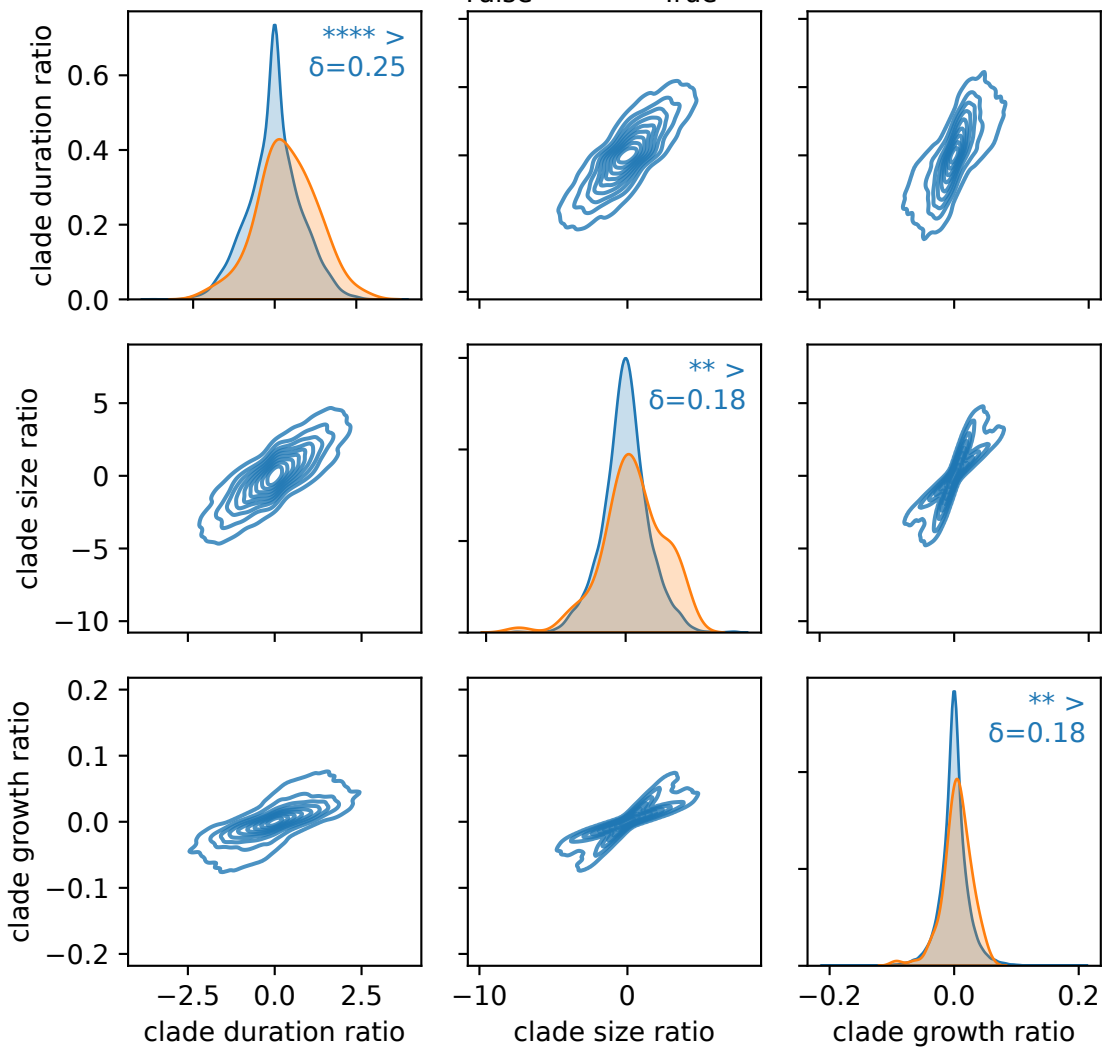 clade duration ratio
0.6
0.4
0.2
0.0
**** >
δ=0.25
clade size ratio
5
0
−5
−10
** >
δ=0.18
clade growth ratio
0.2
0.1
0.0
−0.1
−0.2
** >
δ=0.18
−2.5 0.0 2.5
−10 0
−0.2 0.0 0.2
clade duration ratio
clade size ratio
clade growth ratio